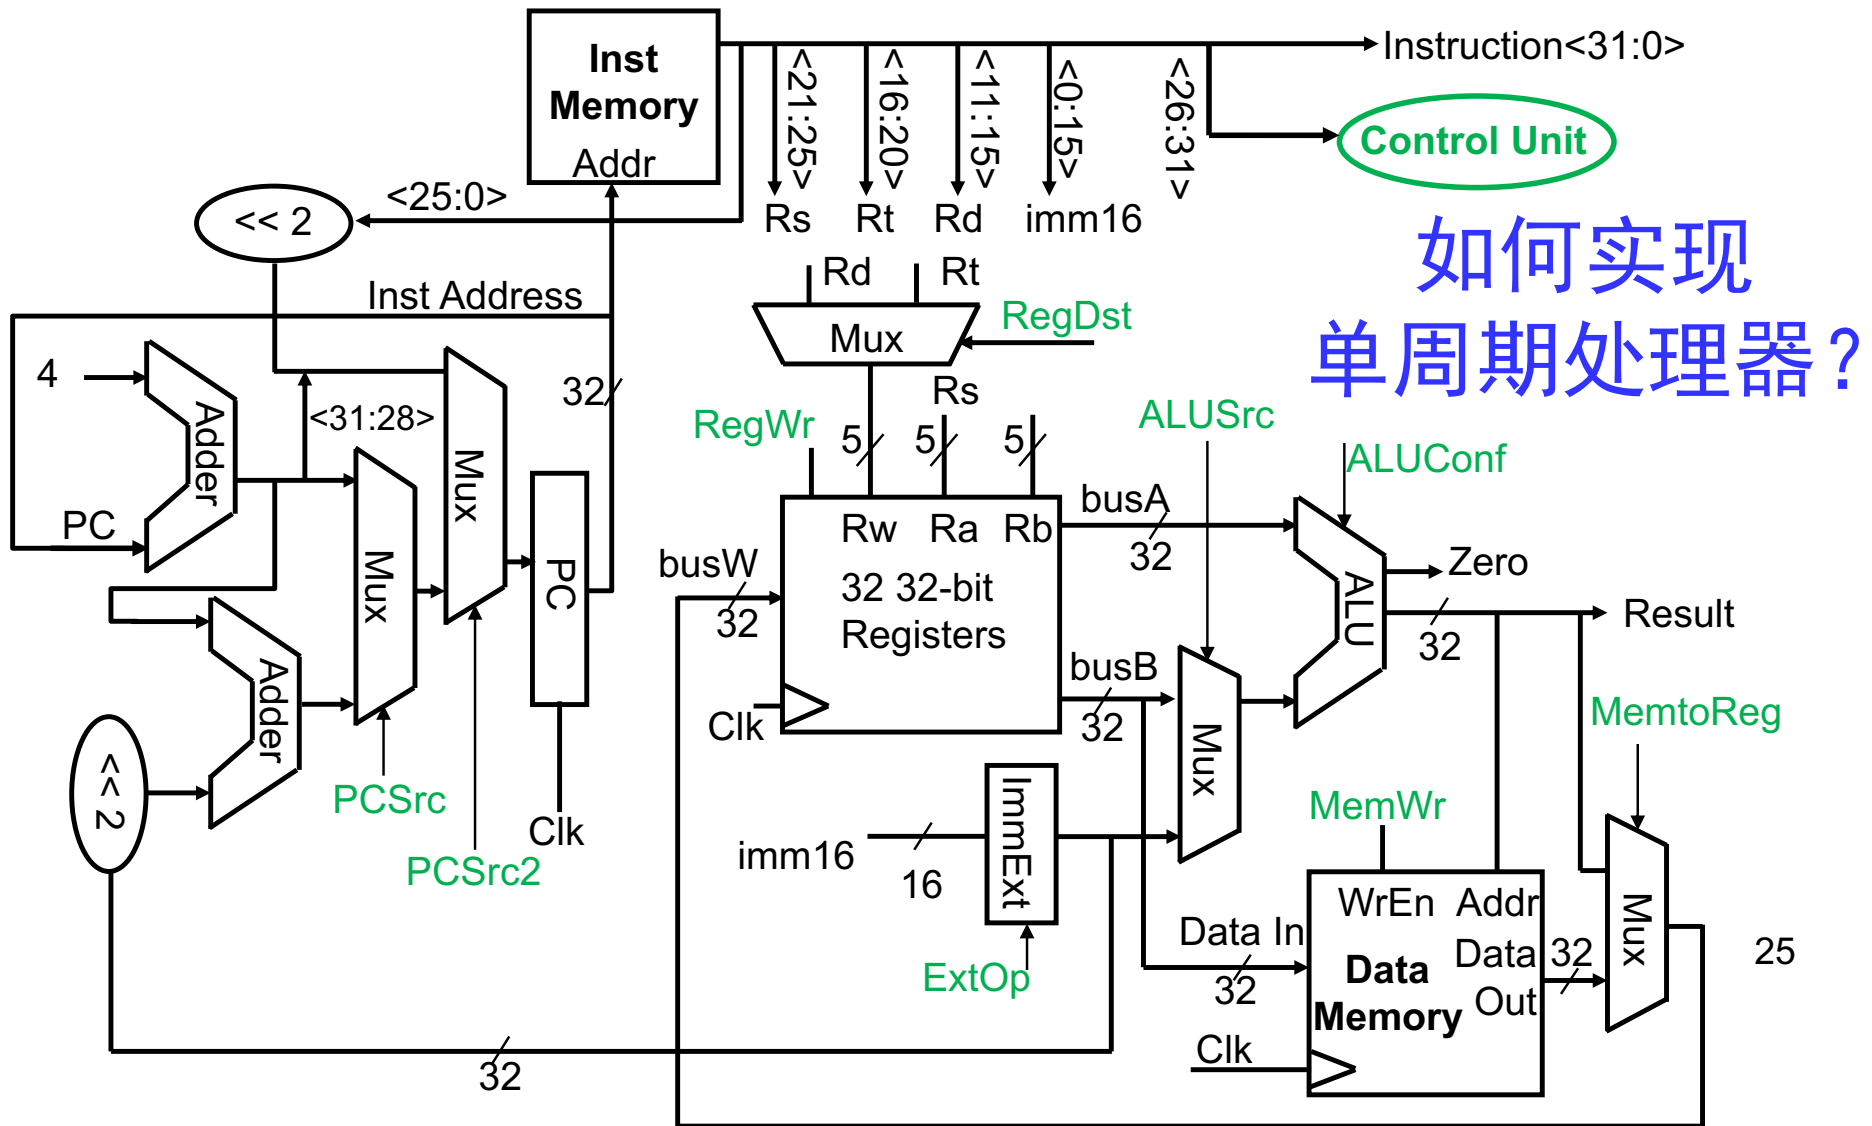 Inst
Memory
Addr
Instruction<31:0>
<21:25>
<16:20>
<11:15>
<0:15>
<26:31>
Control Unit
<25:0>
<< 2
Rs
Rt
Rd
imm16
如何实现
单周期处理器?
Rd
Rt
Inst Address
Mux
RegDst
4
Adder
<31:28>
32
Rs
RegWr
5
5
5
ALUSrc
ALUConf
Mux
PC
Mux
PC
busW
32
Rw
Ra
Rb
32 32-bit
Registers
Clk
busA
32
busB
32
ALU
Zero
32
Result
Adder
<< 2
PCSrc
PCSrc2
Clk
Mux
MemtoReg
imm16
16
ImmExt
ExtOp
MemWr
WrEn
Addr
Data In
32
Data
Memory
Data
Out
32
Mux
Clk
25
32